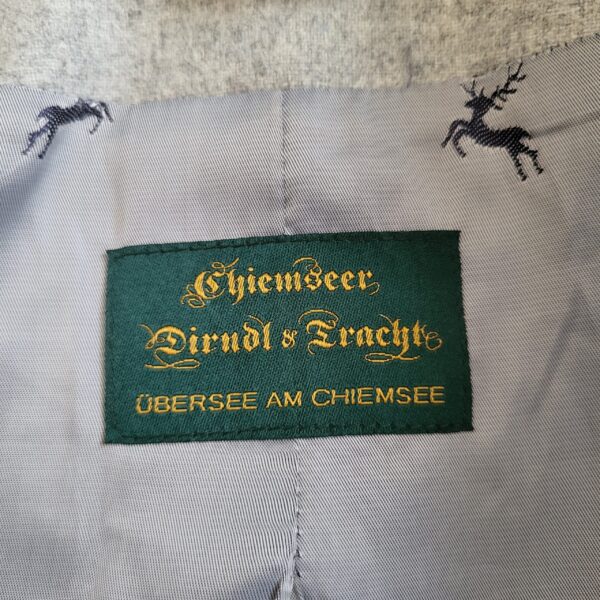 Chiemseer
Dirndl & Tracht
ÜBERSEE AM CHIEMSEE